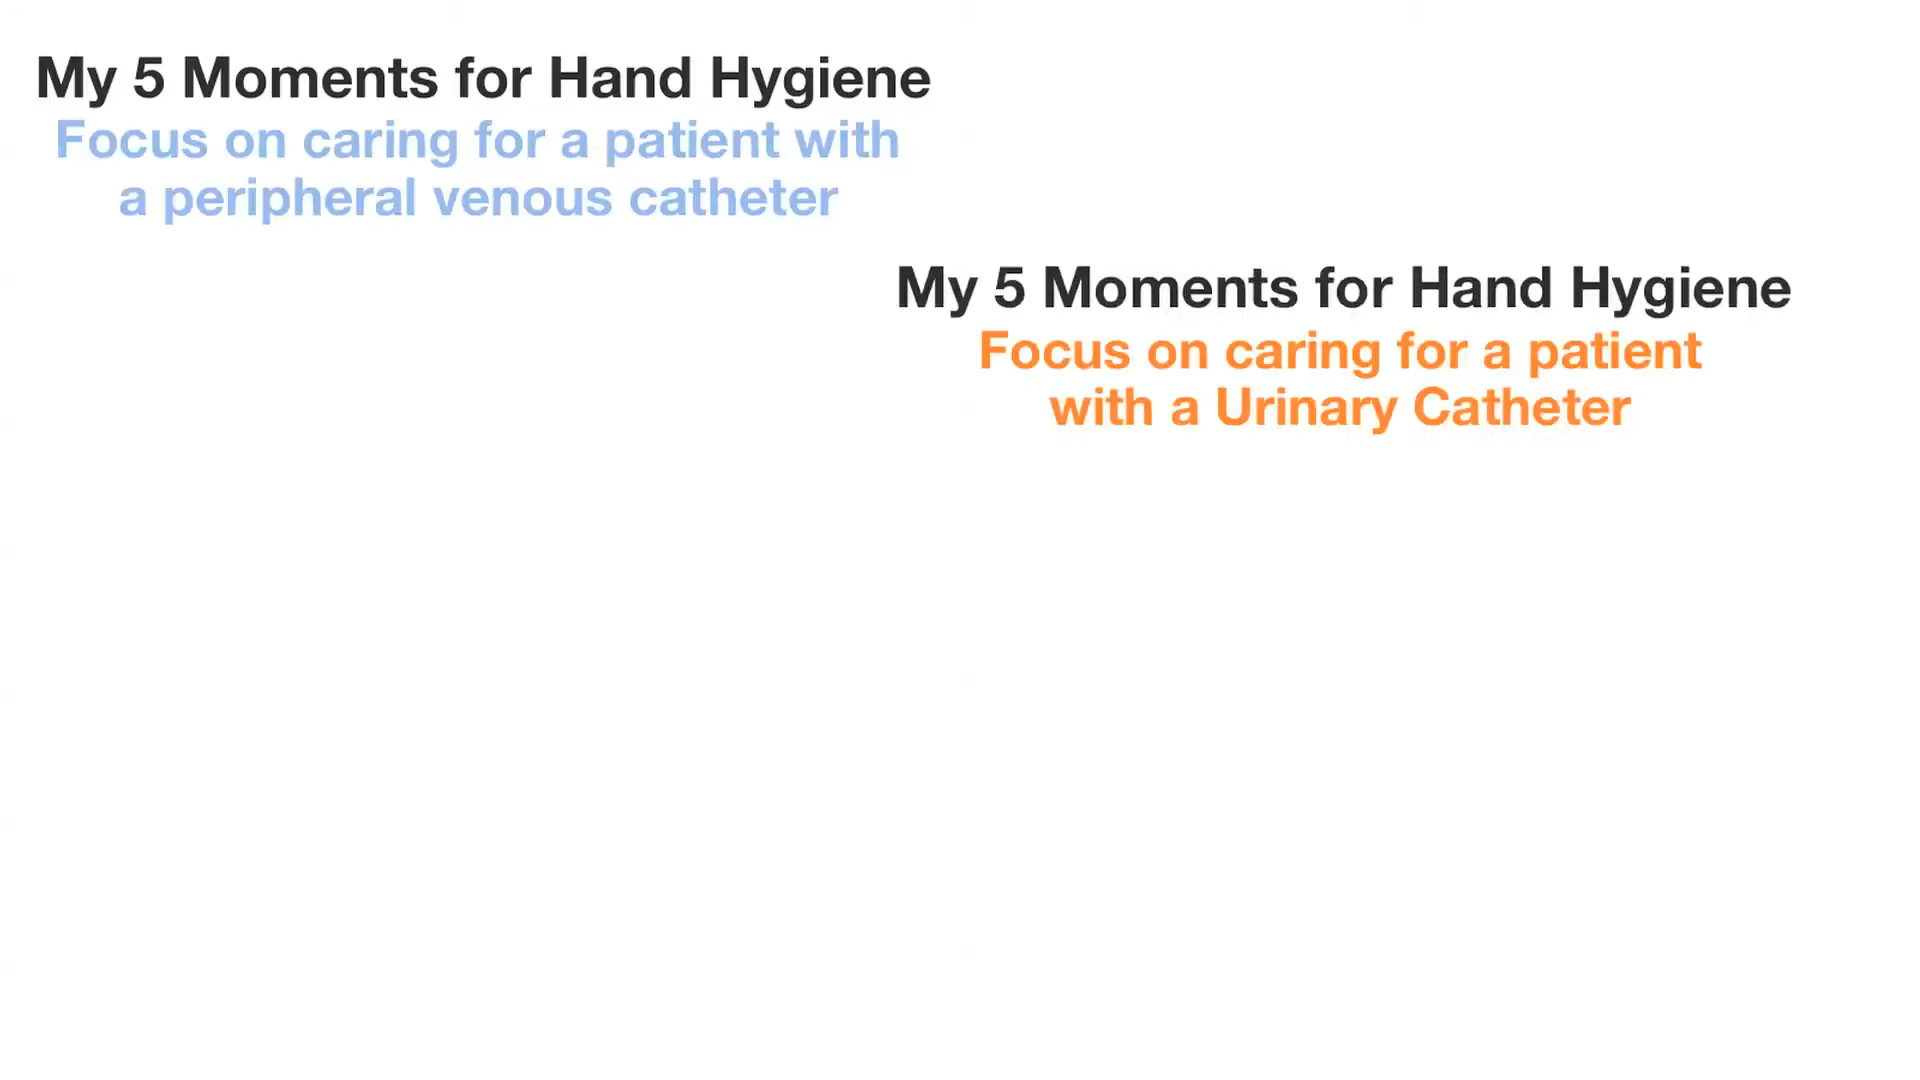 My 5 Moments for Hand Hygiene
Focus on caring for a patient with
a peripheral venous catheter
My 5 Moments for Hand Hygiene
Focus on caring for a patient
with a Urinary Catheter